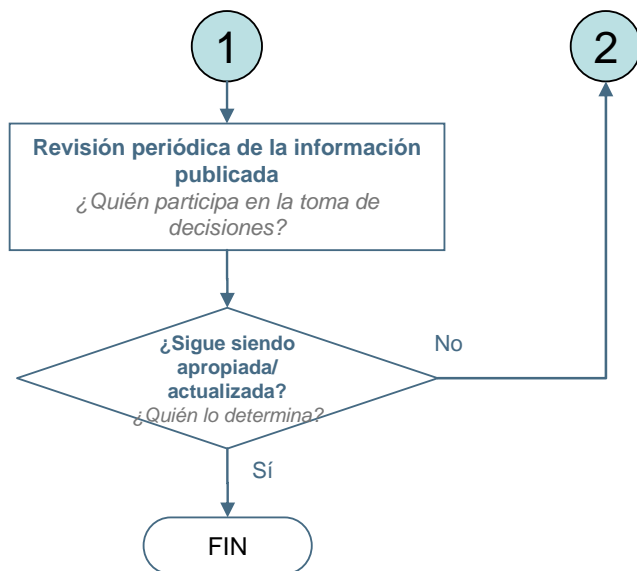 1
2
Revisión periódica de la información
publicada
¿Quién participa en la toma de
decisiones?
¿Sigue siendo
apropiada/
actualizada?
¿Quién lo determina?
No
Sí
FIN